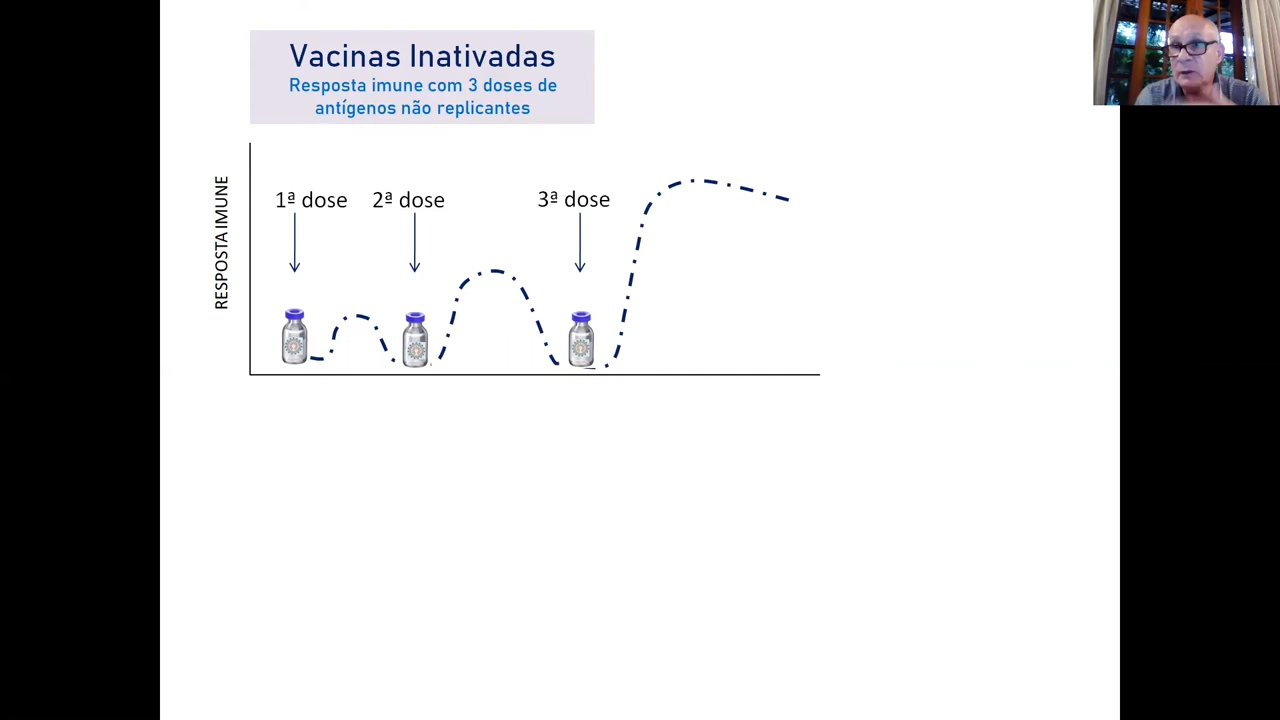 Vacinas Inativadas
Resposta imune com 3 doses de
antígenos não replicantes
RESPOSTA IMUNE
1ª dose
2ª dose
3ª dose